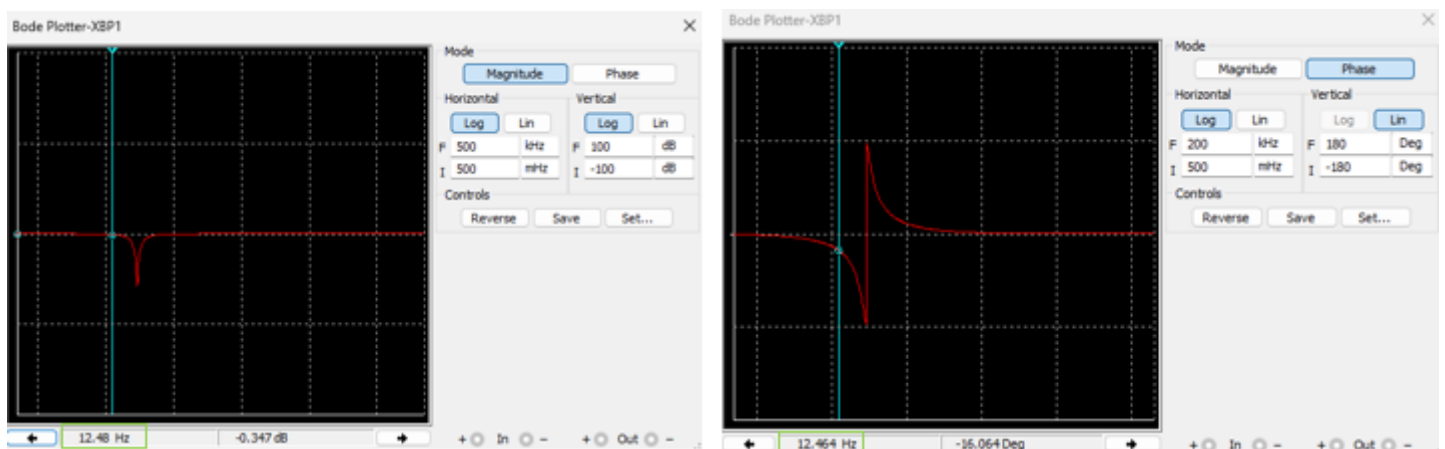 Bode Plotter-XBP1
Mode
Magnitude Phase
Horizontal Vertical
Log Lin Log Lin
F 500 kHz F 100 dB
I 500 mHz I -100 dB
Controls
Reverse Save Set...
12.48 Hz -0.347 dB + In - + Out -
Bode Plotter-XBP1
Mode
Magnitude Phase
Horizontal Vertical
Log Lin Log Lin
F 200 kHz F 180 Deg
I 500 mHz I -180 Deg
Controls
Reverse Save Set...
12.464 Hz -16.064 Deg + In - + Out -